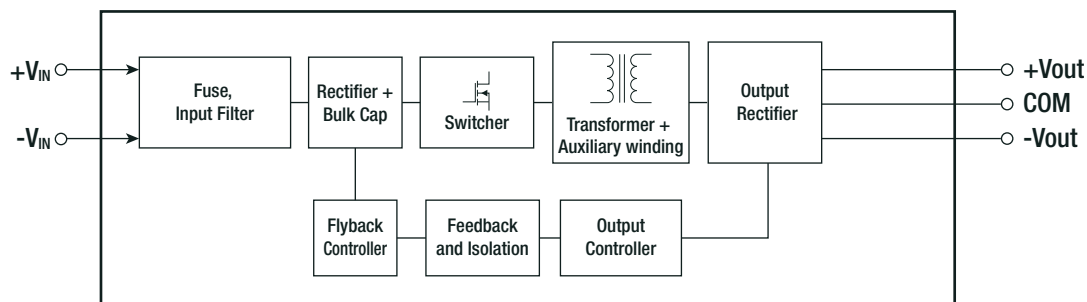 +VIN
-VIN
Fuse,
Input Filter
Rectifier +
Bulk Cap
Switcher
Transformer +
Auxiliary winding
Output
Rectifier
+Vout
COM
-Vout
Flyback
Controller
Feedback
and Isolation
Output
Controller